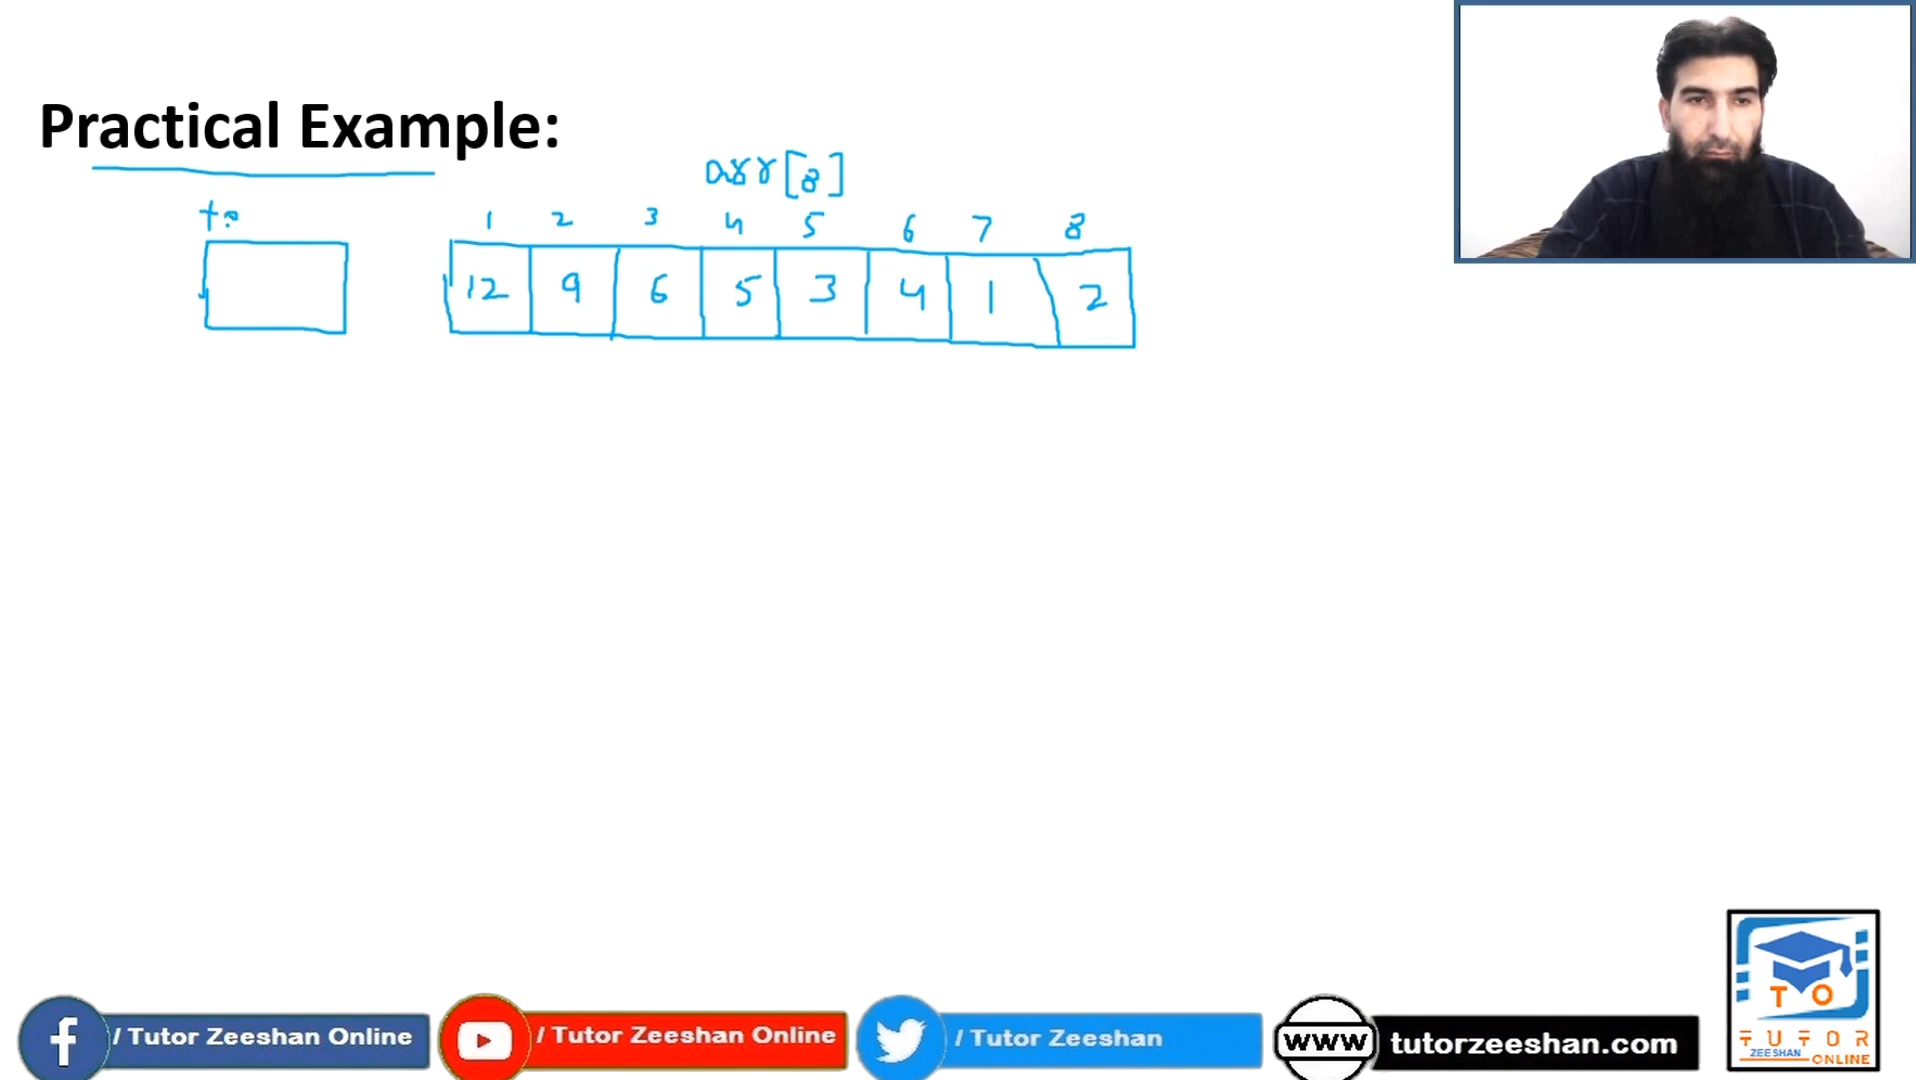 Practical Example:
arr[8]
1 2 3 4 5 6 7 8
12 9 6 5 3 4 1 2
/ Tutor Zeeshan Online
/ Tutor Zeeshan Online
/ Tutor Zeeshan
www tutorzeeshan.com
T O
TUTOR
ZEESHAN ONLINE